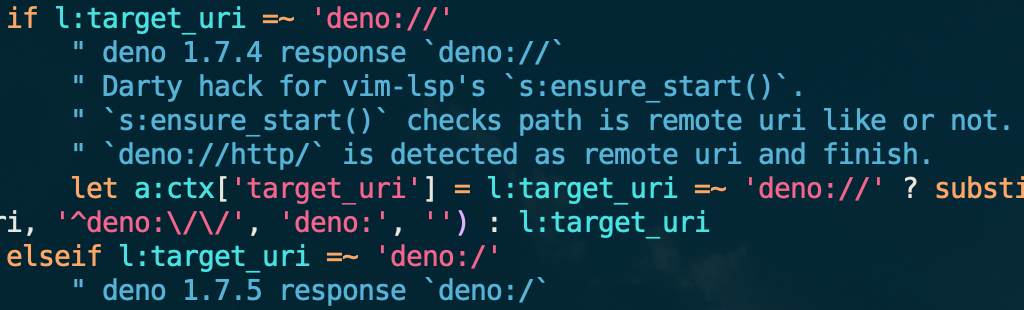 if l:target_uri =~ 'deno://'
" deno 1.7.4 response `deno://`
" Darty hack for vim-lsp's `s:ensure_start()`.
" `s:ensure_start()` checks path is remote uri like or not.
" `deno://http/` is detected as remote uri and finish.
let a:ctx['target_uri'] = l:target_uri =~ 'deno://' ? substi
ri, '^deno:\/\/', 'deno:', '') : l:target_uri
elseif l:target_uri =~ 'deno:/'
" deno 1.7.5 response `deno:/`